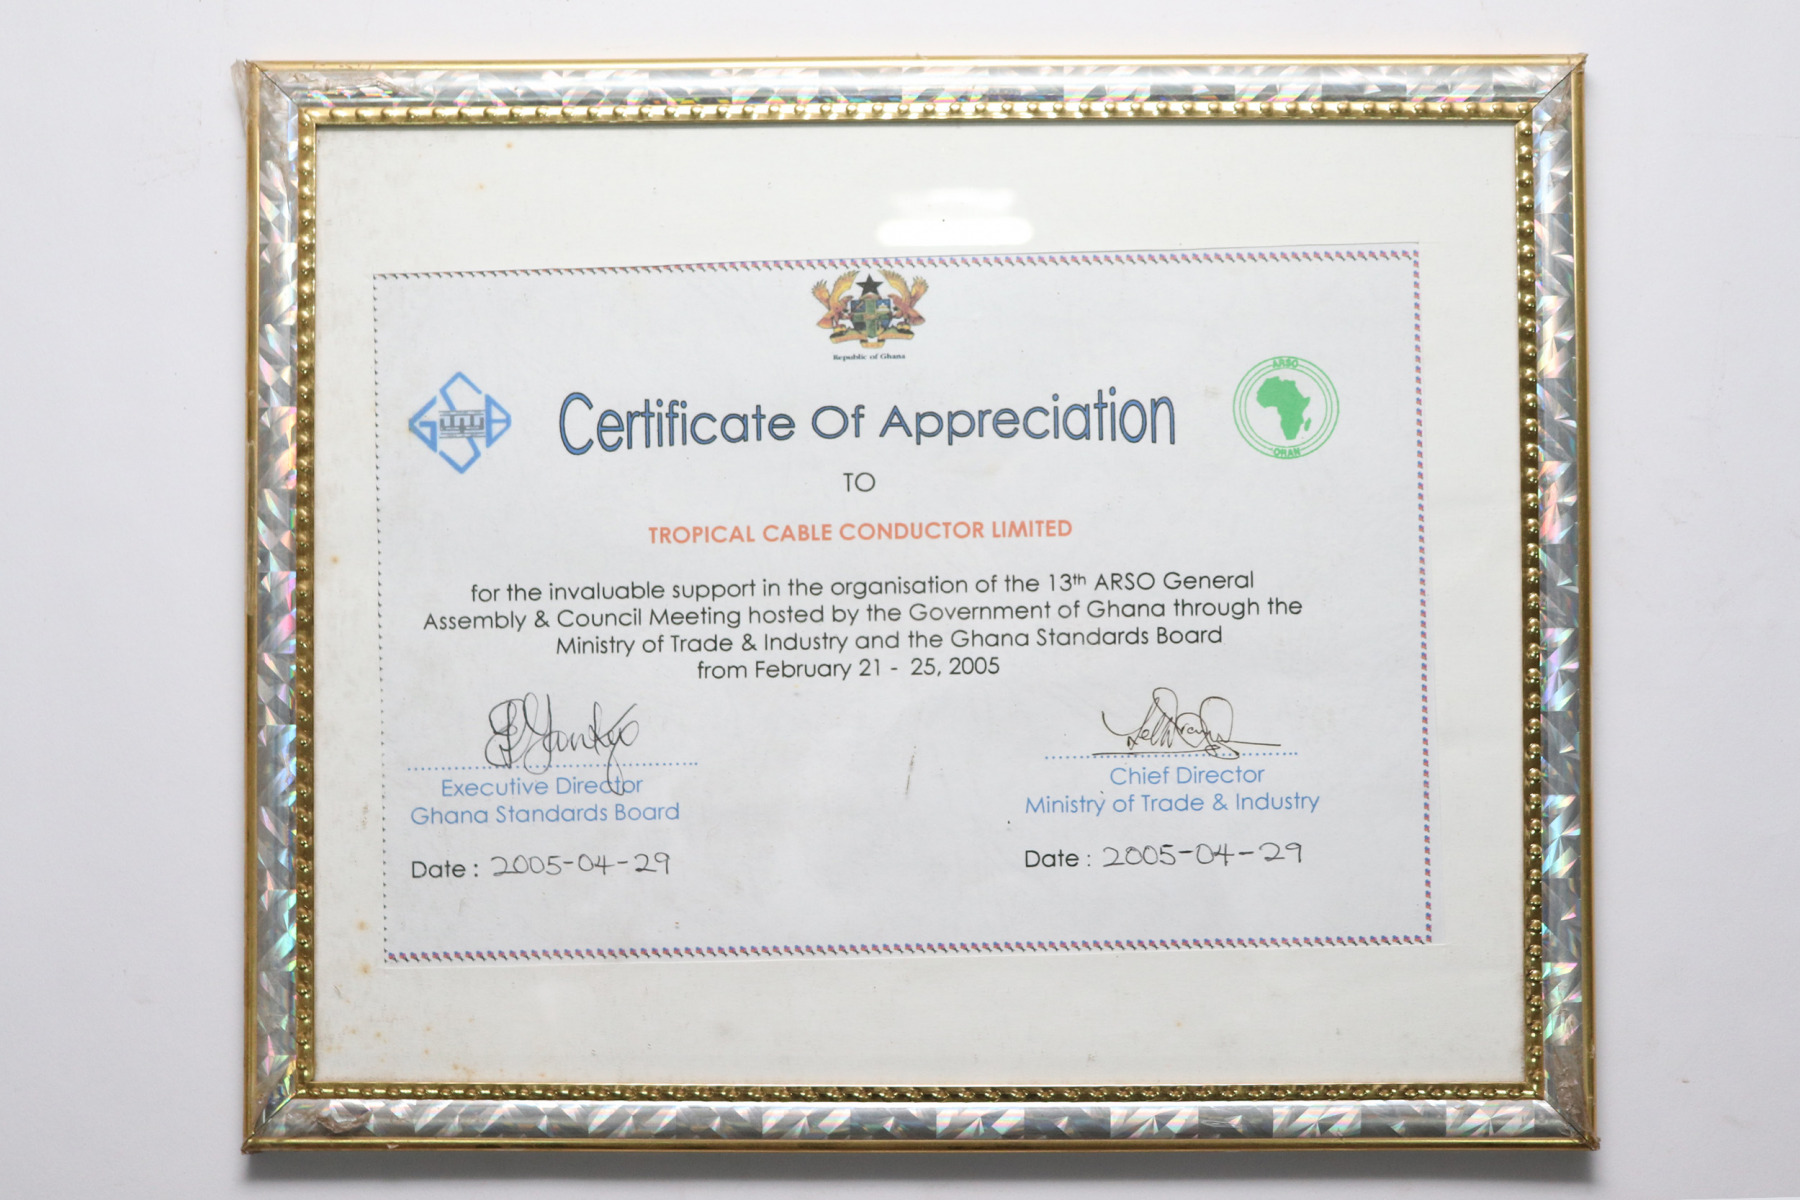 Republic of Ghana
GSB
ARSO
ORAN
Certificate Of Appreciation
TO
TROPICAL CABLE CONDUCTOR LIMITED
for the invaluable support in the organisation of the 13th ARSO General
Assembly & Council Meeting hosted by the Government of Ghana through the
Ministry of Trade & Industry and the Ghana Standards Board
from February 21 - 25, 2005
Executive Director
Ghana Standards Board
Date : 2005-04-29
Chief Director
Ministry of Trade & Industry
Date : 2005-04-29